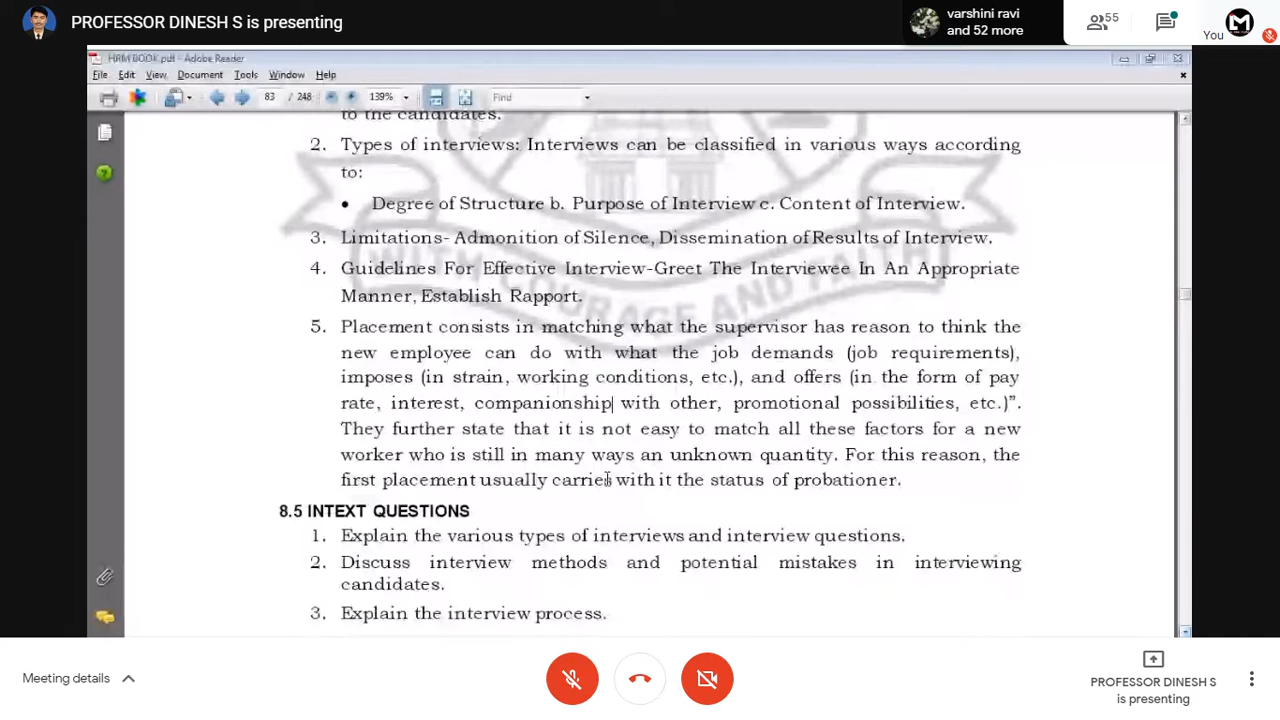 PROFESSOR DINESH S is presenting
varshini ravi
and 52 more
55
You
HRM BOOK.pdf - Adobe Reader
File Edit View Document Tools Window Help
83 / 248 139% Find
to the candidates.
2. Types of interviews: Interviews can be classified in various ways according
to:
• Degree of Structure b. Purpose of Interview c. Content of Interview.
3. Limitations- Admonition of Silence, Dissemination of Results of Interview.
4. Guidelines For Effective Interview-Greet The Interviewee In An Appropriate
Manner, Establish Rapport.
5. Placement consists in matching what the supervisor has reason to think the
new employee can do with what the job demands (job requirements),
imposes (in strain, working conditions, etc.), and offers (in the form of pay
rate, interest, companionship with other, promotional possibilities, etc.)”.
They further state that it is not easy to match all these factors for a new
worker who is still in many ways an unknown quantity. For this reason, the
first placement usually carries with it the status of probationer.
WITH COURAGE AND FAITH
8.5 INTEXT QUESTIONS
1. Explain the various types of interviews and interview questions.
2. Discuss interview methods and potential mistakes in interviewing
candidates.
3. Explain the interview process.
Meeting details
PROFESSOR DINESH S
is presenting